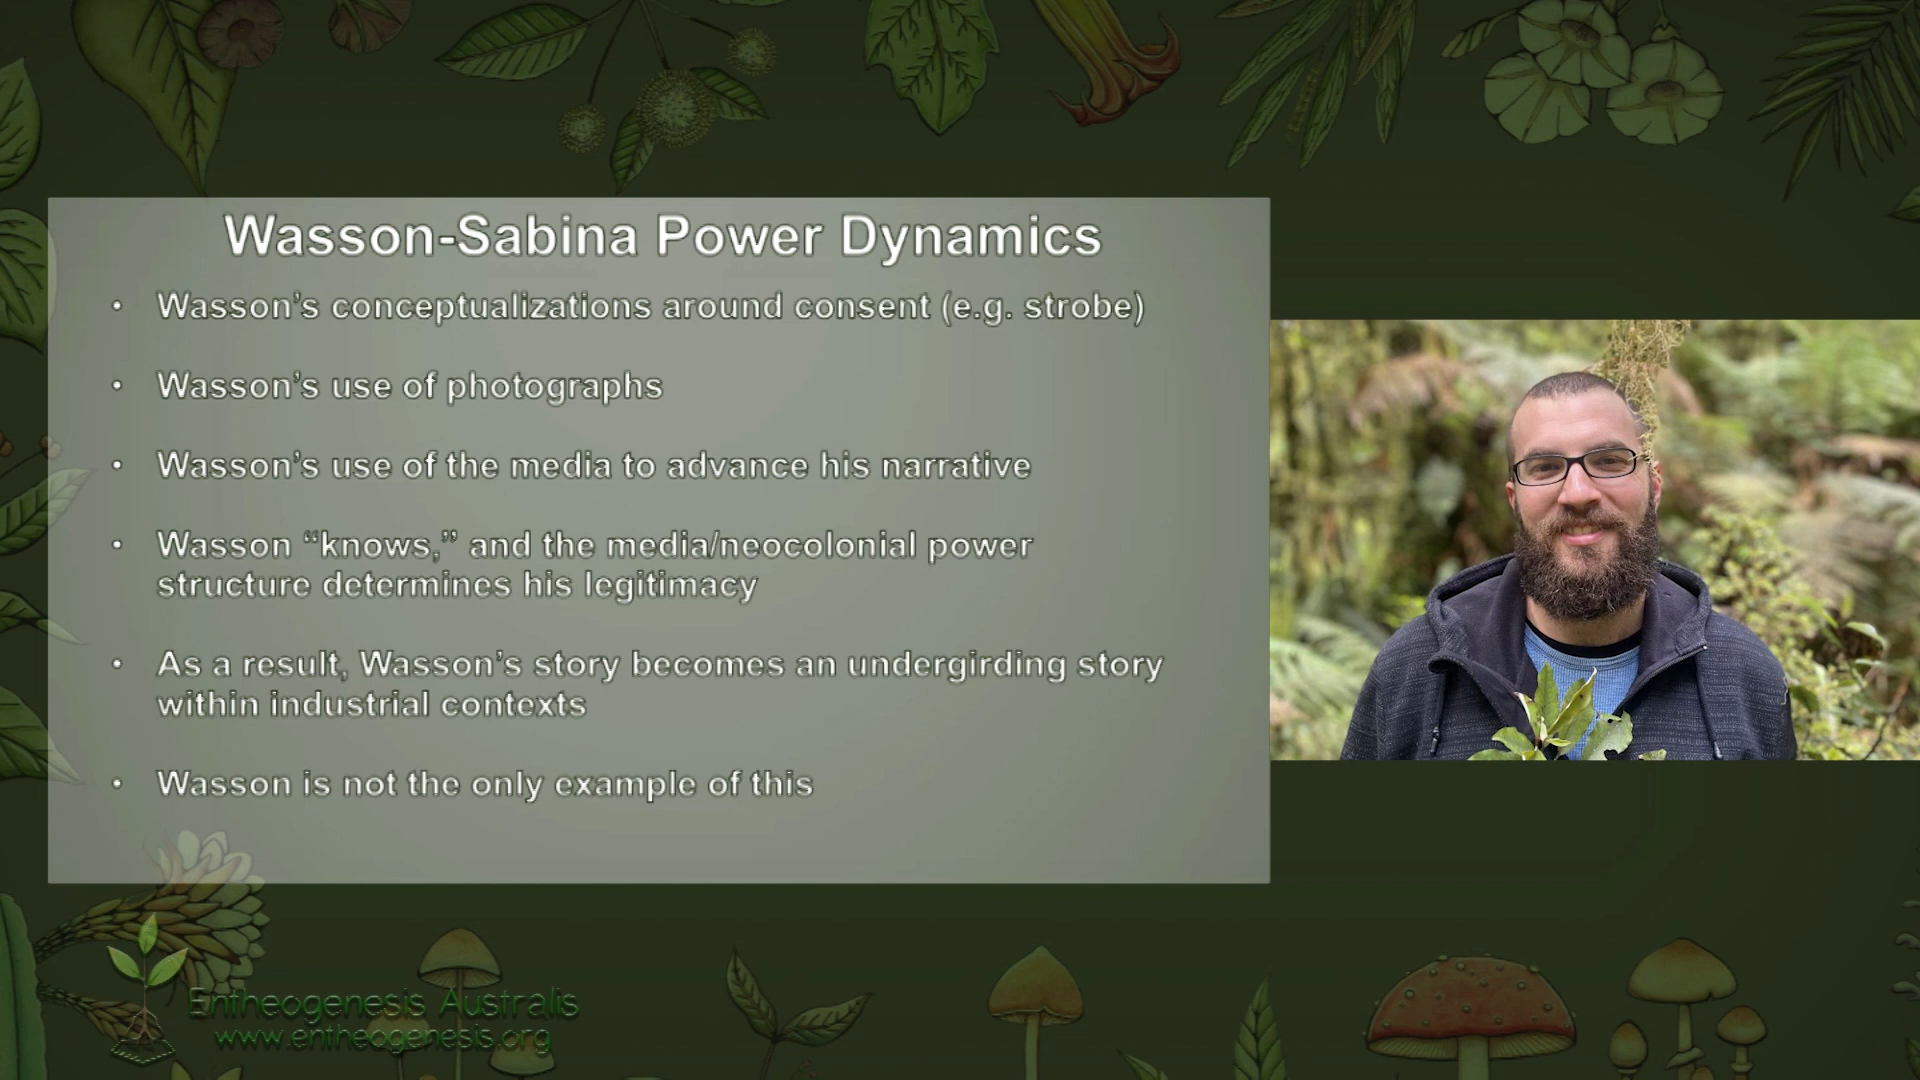 Wasson-Sabina Power Dynamics
• Wasson’s conceptualizations around consent (e.g. strobe)
• Wasson’s use of photographs
• Wasson’s use of the media to advance his narrative
• Wasson “knows,” and the media/neocolonial power
structure determines his legitimacy
• As a result, Wasson’s story becomes an undergirding story
within industrial contexts
• Wasson is not the only example of this
Entheogenesis Australis
www.entheogenesis.org